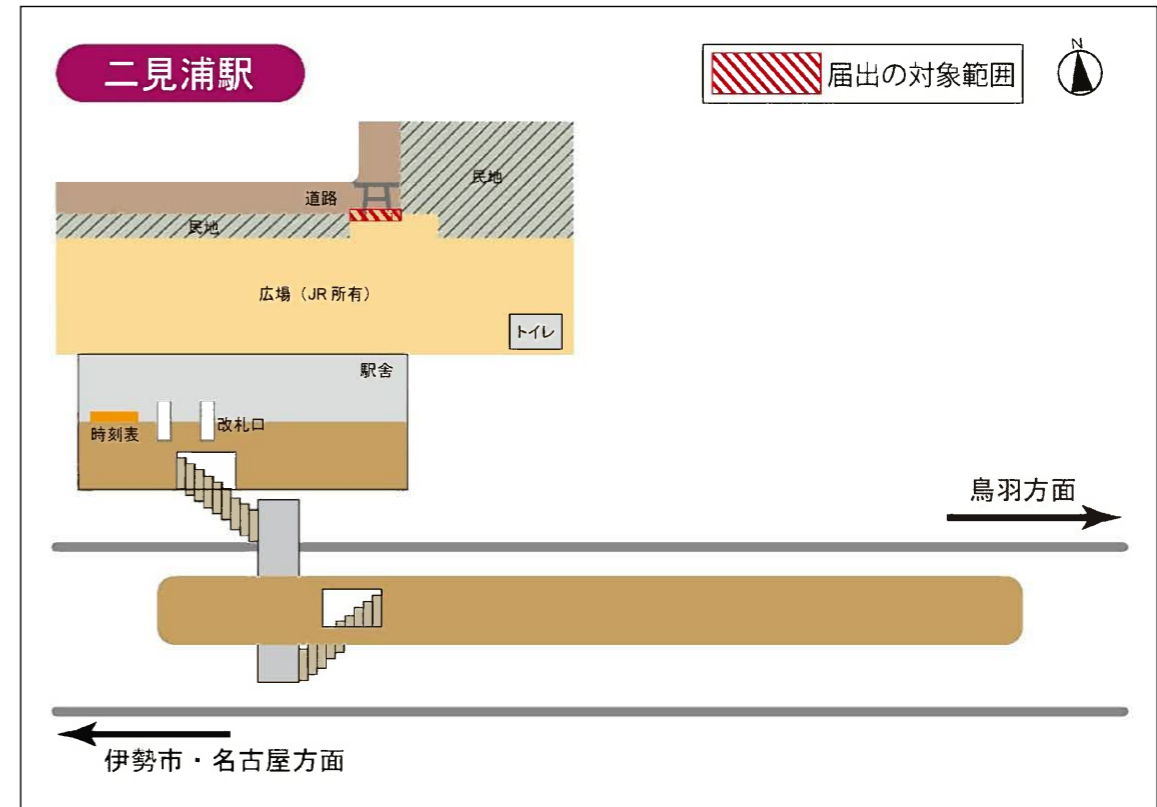 二見浦駅
届出の対象範囲
N
民地
道路
民地
広場（JR所有）
トイレ
駅舎
改札口
時刻表
鳥羽方面
伊勢市・名古屋方面